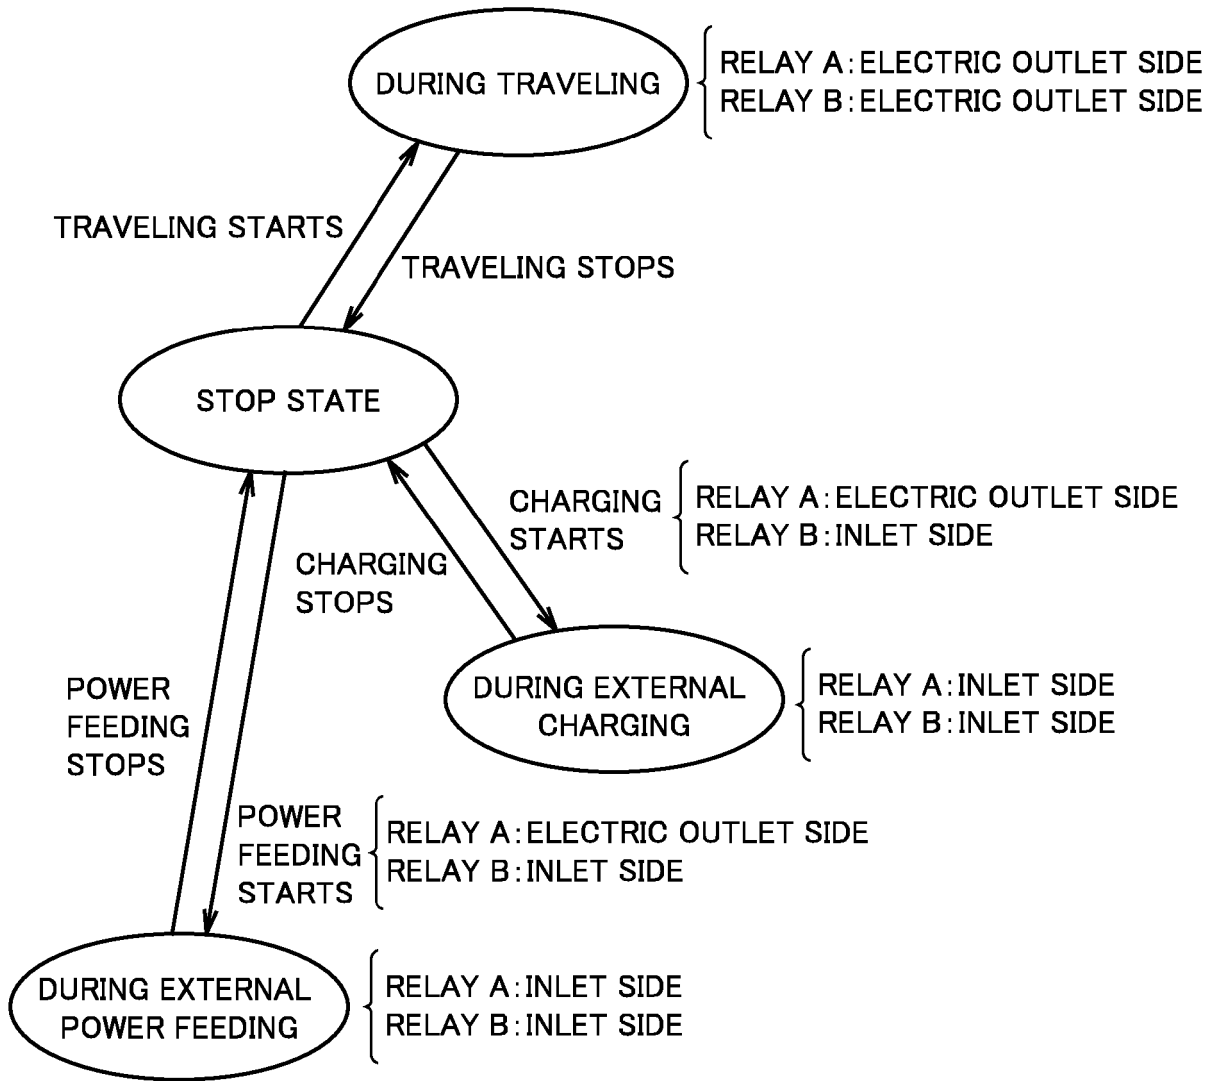 DURING TRAVELING
RELAY A:ELECTRIC OUTLET SIDE
RELAY B:ELECTRIC OUTLET SIDE
TRAVELING STARTS
TRAVELING STOPS
STOP STATE
CHARGING
STARTS
RELAY A:ELECTRIC OUTLET SIDE
RELAY B:INLET SIDE
CHARGING
STOPS
DURING EXTERNAL
CHARGING
RELAY A:INLET SIDE
RELAY B:INLET SIDE
POWER
FEEDING
STOPS
POWER
FEEDING
STARTS
RELAY A:ELECTRIC OUTLET SIDE
RELAY B:INLET SIDE
DURING EXTERNAL
POWER FEEDING
RELAY A:INLET SIDE
RELAY B:INLET SIDE